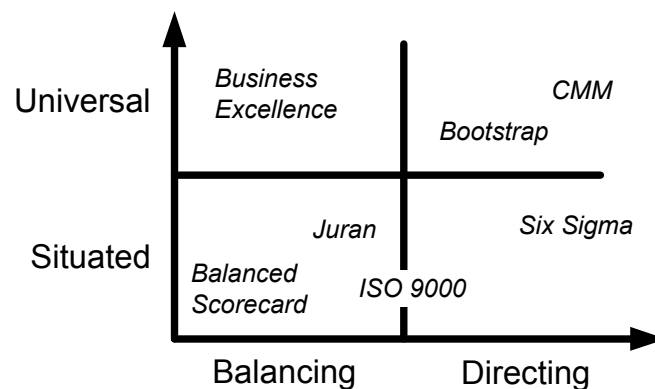 Universal
Business
Excellence
CMM
Bootstrap
Situated
Juran
Six Sigma
Balanced
Scorecard
ISO 9000
Balancing
Directing